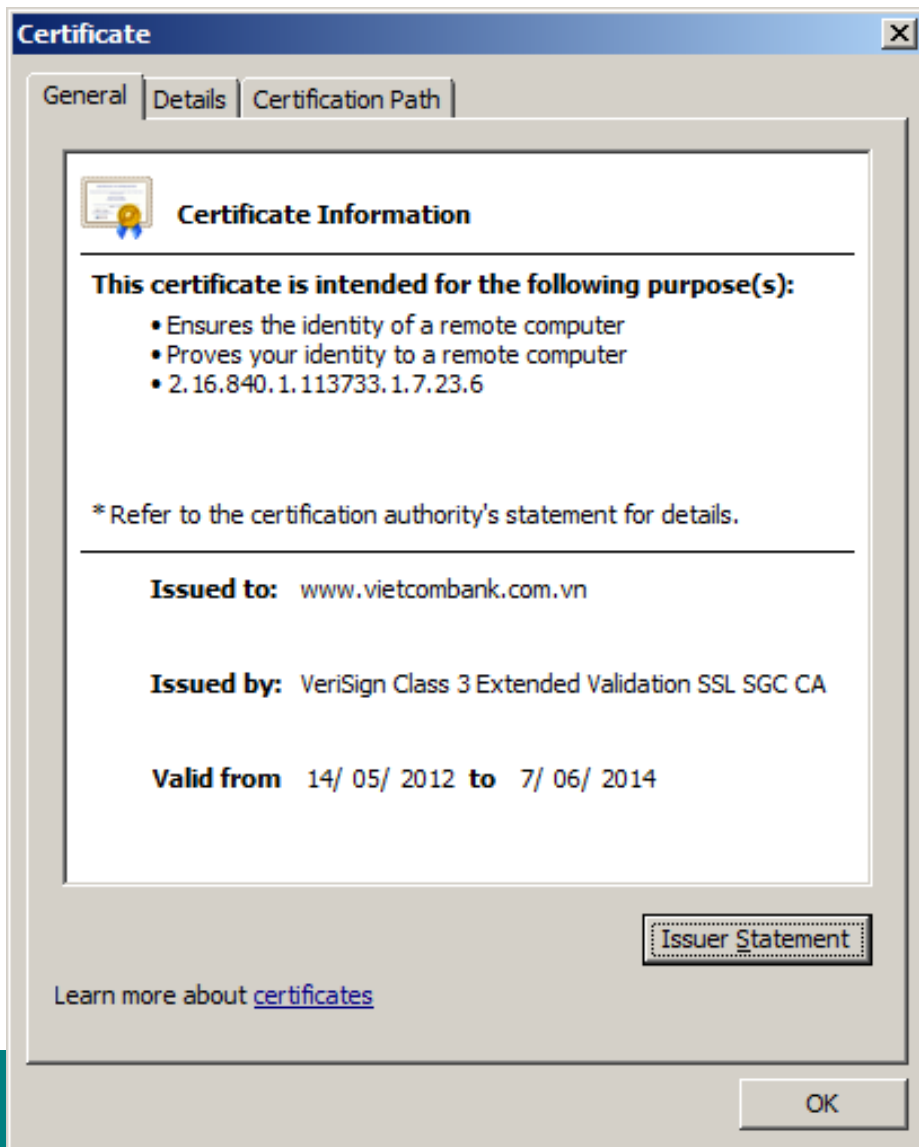 Certificate
General Details Certification Path
Certificate Information
This certificate is intended for the following purpose(s):
• Ensures the identity of a remote computer
• Proves your identity to a remote computer
• 2.16.840.1.113733.1.7.23.6
* Refer to the certification authority's statement for details.
Issued to: www.vietcombank.com.vn
Issued by: VeriSign Class 3 Extended Validation SSL SGC CA
Valid from 14/ 05/ 2012 to 7/ 06/ 2014
Issuer Statement
Learn more about certificates
OK